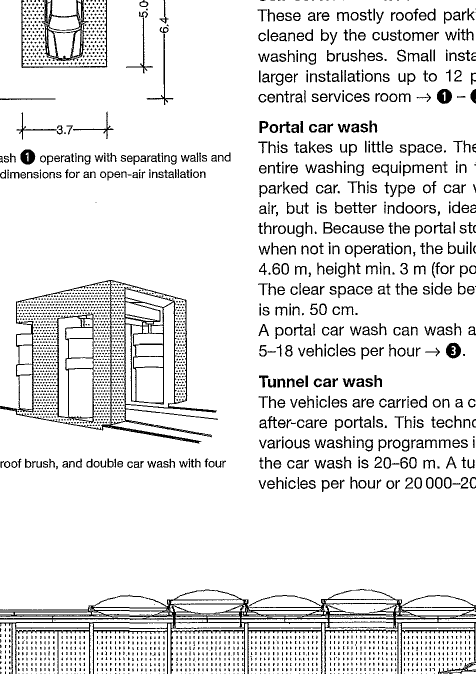 5.0
6.4
3.7
ash 1 operating with separating walls and
dimensions for an open-air installation
roof brush, and double car wash with four
These are mostly roofed park
cleaned by the customer with
washing brushes. Small insta
larger installations up to 12 p
central services room → 1 –
Portal car wash
This takes up little space. The
entire washing equipment in
parked car. This type of car
air, but is better indoors, idea
through. Because the portal sto
when not in operation, the build
4.60 m, height min. 3 m (for po
The clear space at the side be
is min. 50 cm.
A portal car wash can wash a
5–18 vehicles per hour → 3.
Tunnel car wash
The vehicles are carried on a c
after-care portals. This techno
various washing programmes i
the car wash is 20–60 m. A tu
vehicles per hour or 20 000–20